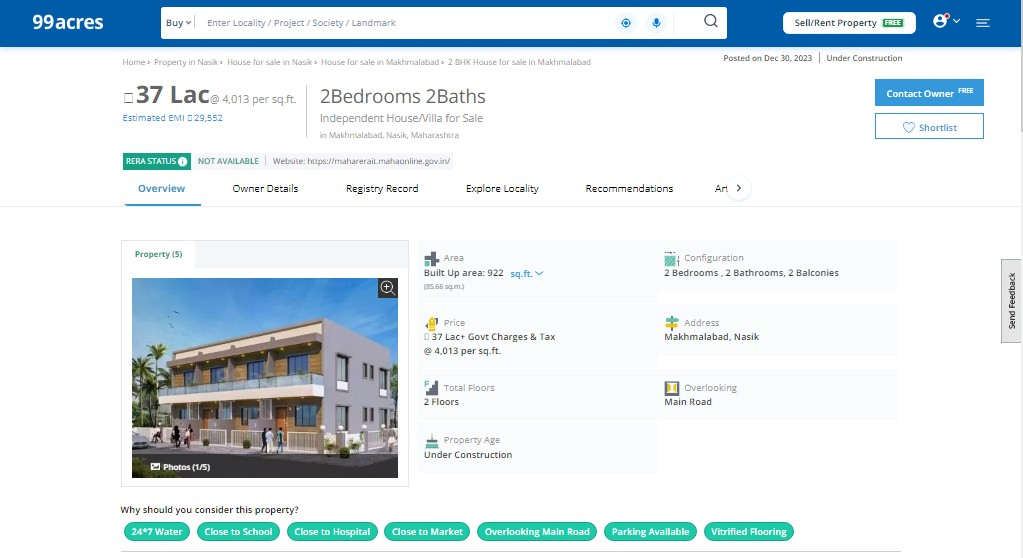 99acres
Buy
Enter Locality / Project / Society / Landmark
Sell/Rent Property FREE
Home › Property in Nasik › House for sale in Nasik › House for sale in Makhmalabad › 2 BHK House for sale in Makhmalabad
Posted on Dec 30, 2023 | Under Construction
37 Lac @ 4,013 per sq.ft.
Estimated EMI 29,552
2Bedrooms 2Baths
Independent House/Villa for Sale
in Makhmalabad, Nasik, Maharashtra
Contact Owner FREE
Shortlist
RERA STATUS NOT AVAILABLE | Website: https://maharerait.mahaonline.gov.in/
Overview
Owner Details
Registry Record
Explore Locality
Recommendations
Art
Property (5)
Photos (1/5)
Area
Built Up area: 922 sq.ft.
(85.66 sq.m.)
Configuration
2 Bedrooms , 2 Bathrooms, 2 Balconies
Price
37 Lac+ Govt Charges & Tax
@ 4,013 per sq.ft.
Address
Makhmalabad, Nasik
Total Floors
2 Floors
Overlooking
Main Road
Property Age
Under Construction
Send Feedback
Why should you consider this property?
24*7 Water
Close to School
Close to Hospital
Close to Market
Overlooking Main Road
Parking Available
Vitrified Flooring